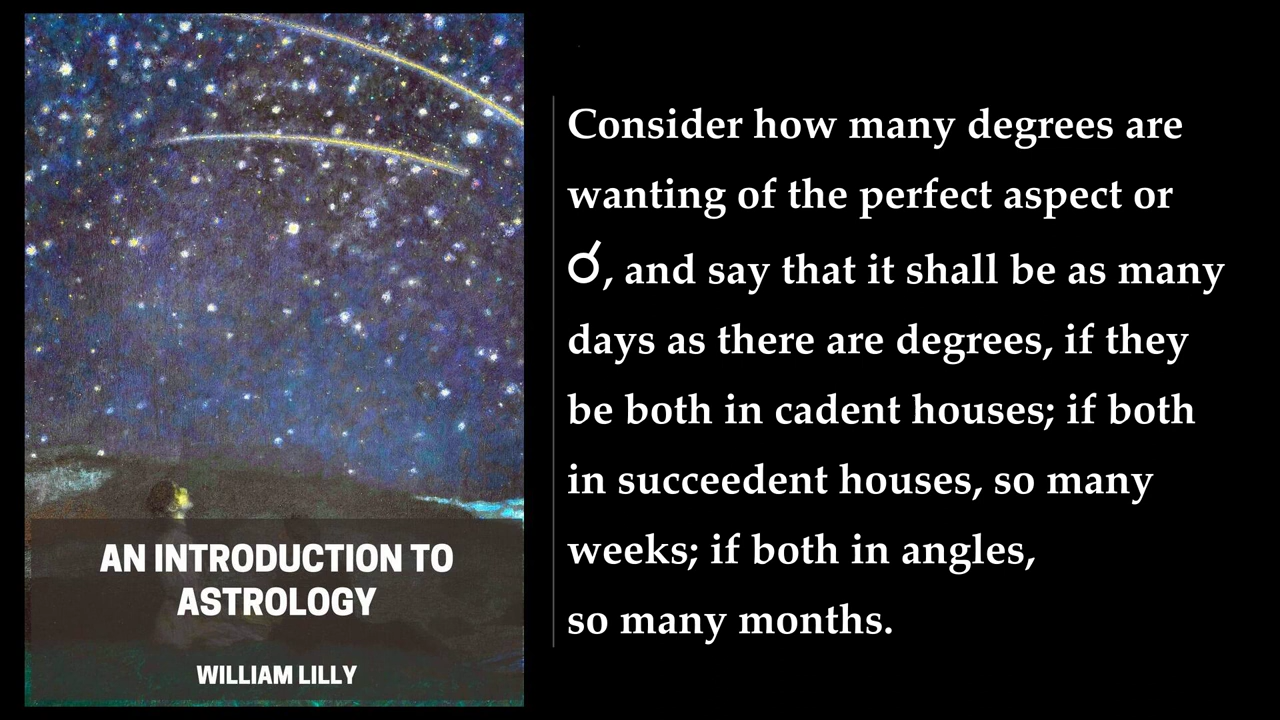 AN INTRODUCTION TO
ASTROLOGY
WILLIAM LILLY
Consider how many degrees are
wanting of the perfect aspect or
☌, and say that it shall be as many
days as there are degrees, if they
be both in cadent houses; if both
in succeedent houses, so many
weeks; if both in angles,
so many months.